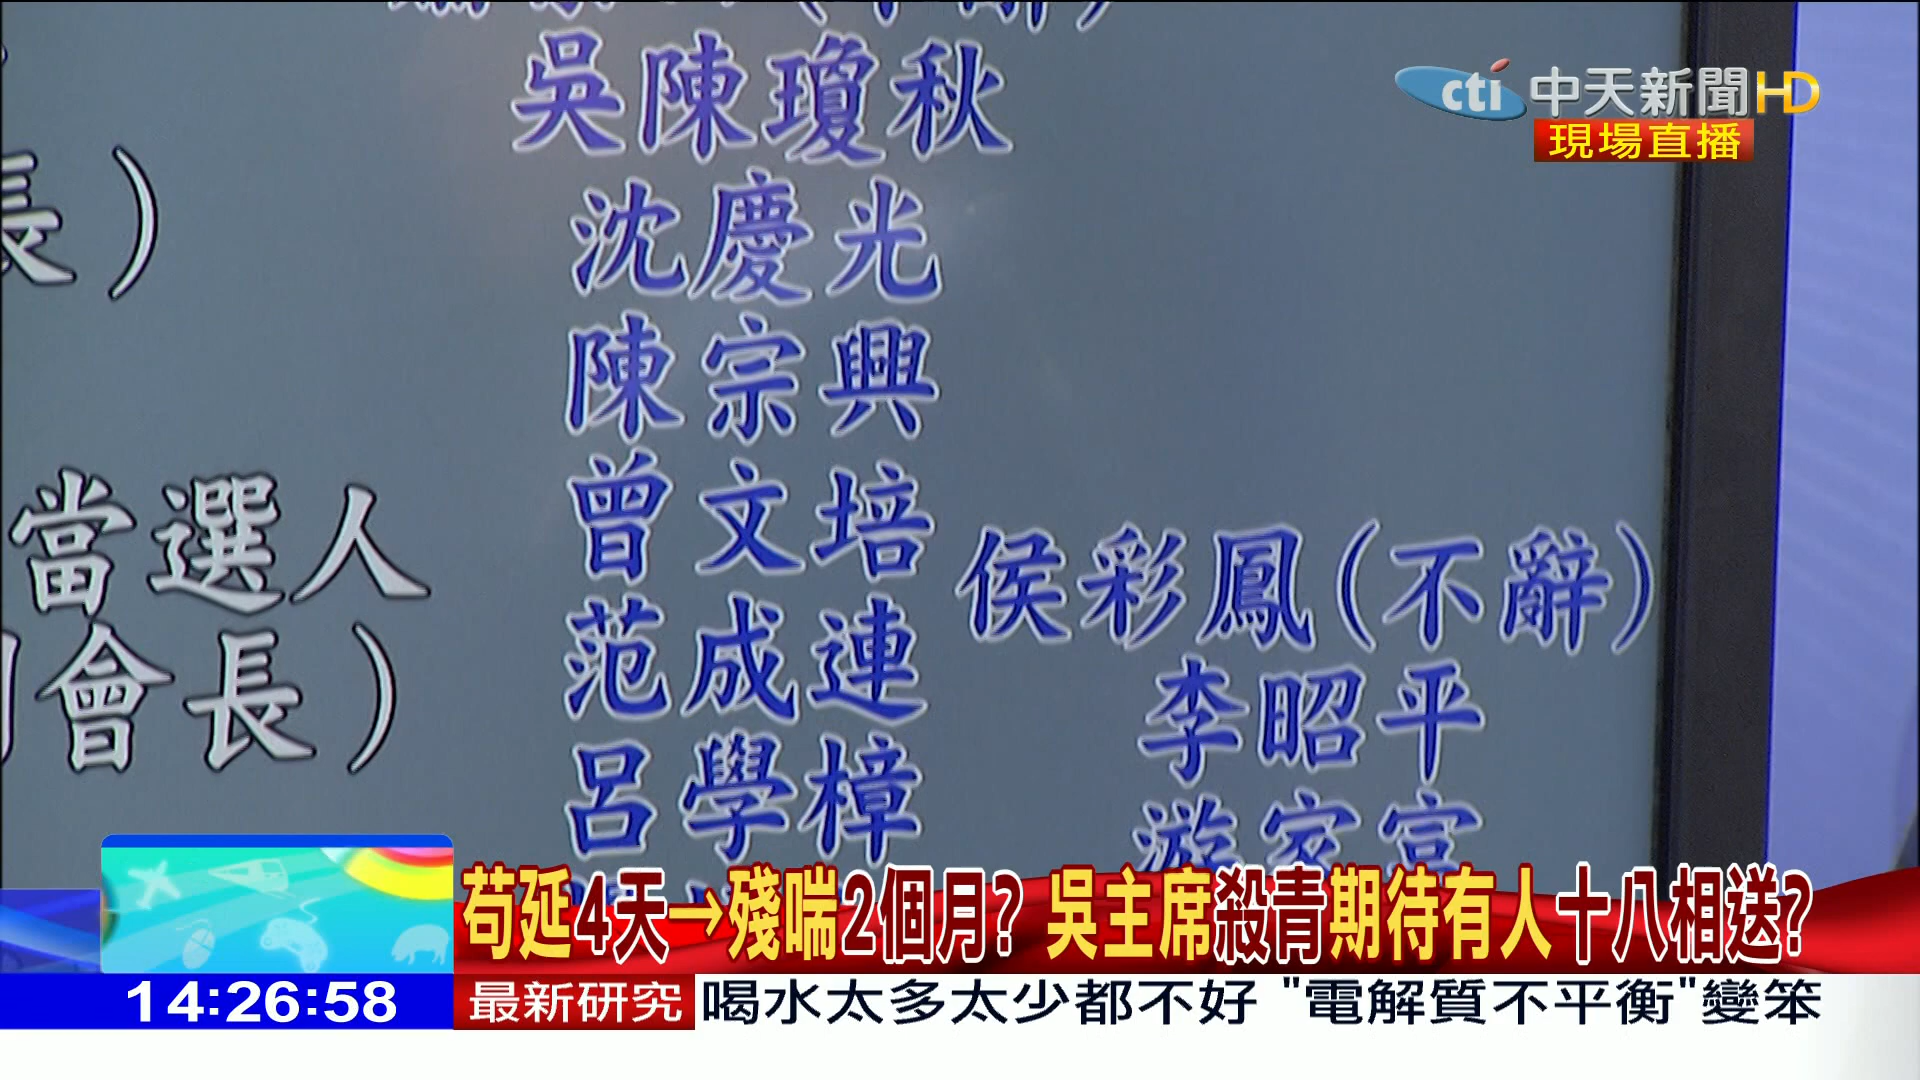 吳陳瓊秋
沈慶光
陳宗興
曾文培
范成連
呂學樟
長)
當選人
會長)
侯彩鳳(不辭)
李昭平
游家富
cti 中天新聞HD
現場直播
苟延4天→殘喘2個月? 吳主席殺青期待有人十八相送?
14:26:58
最新研究 喝水太多太少都不好 "電解質不平衡"變笨